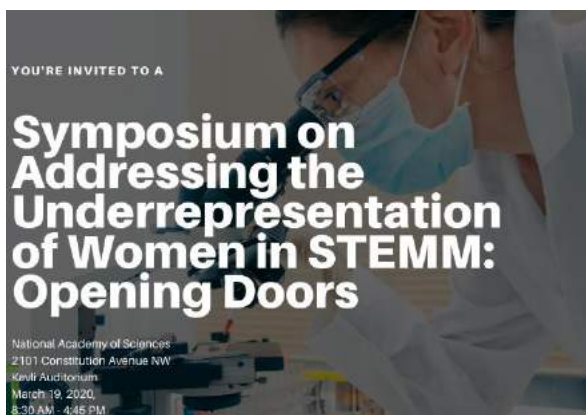 YOU'RE INVITED TO A
Symposium on
Addressing the
Underrepresentation
of Women in STEMM:
Opening Doors
National Academy of Sciences
2101 Constitution Avenue NW
Kavli Auditorium
March 19, 2020,
8:30 AM - 4:45 PM